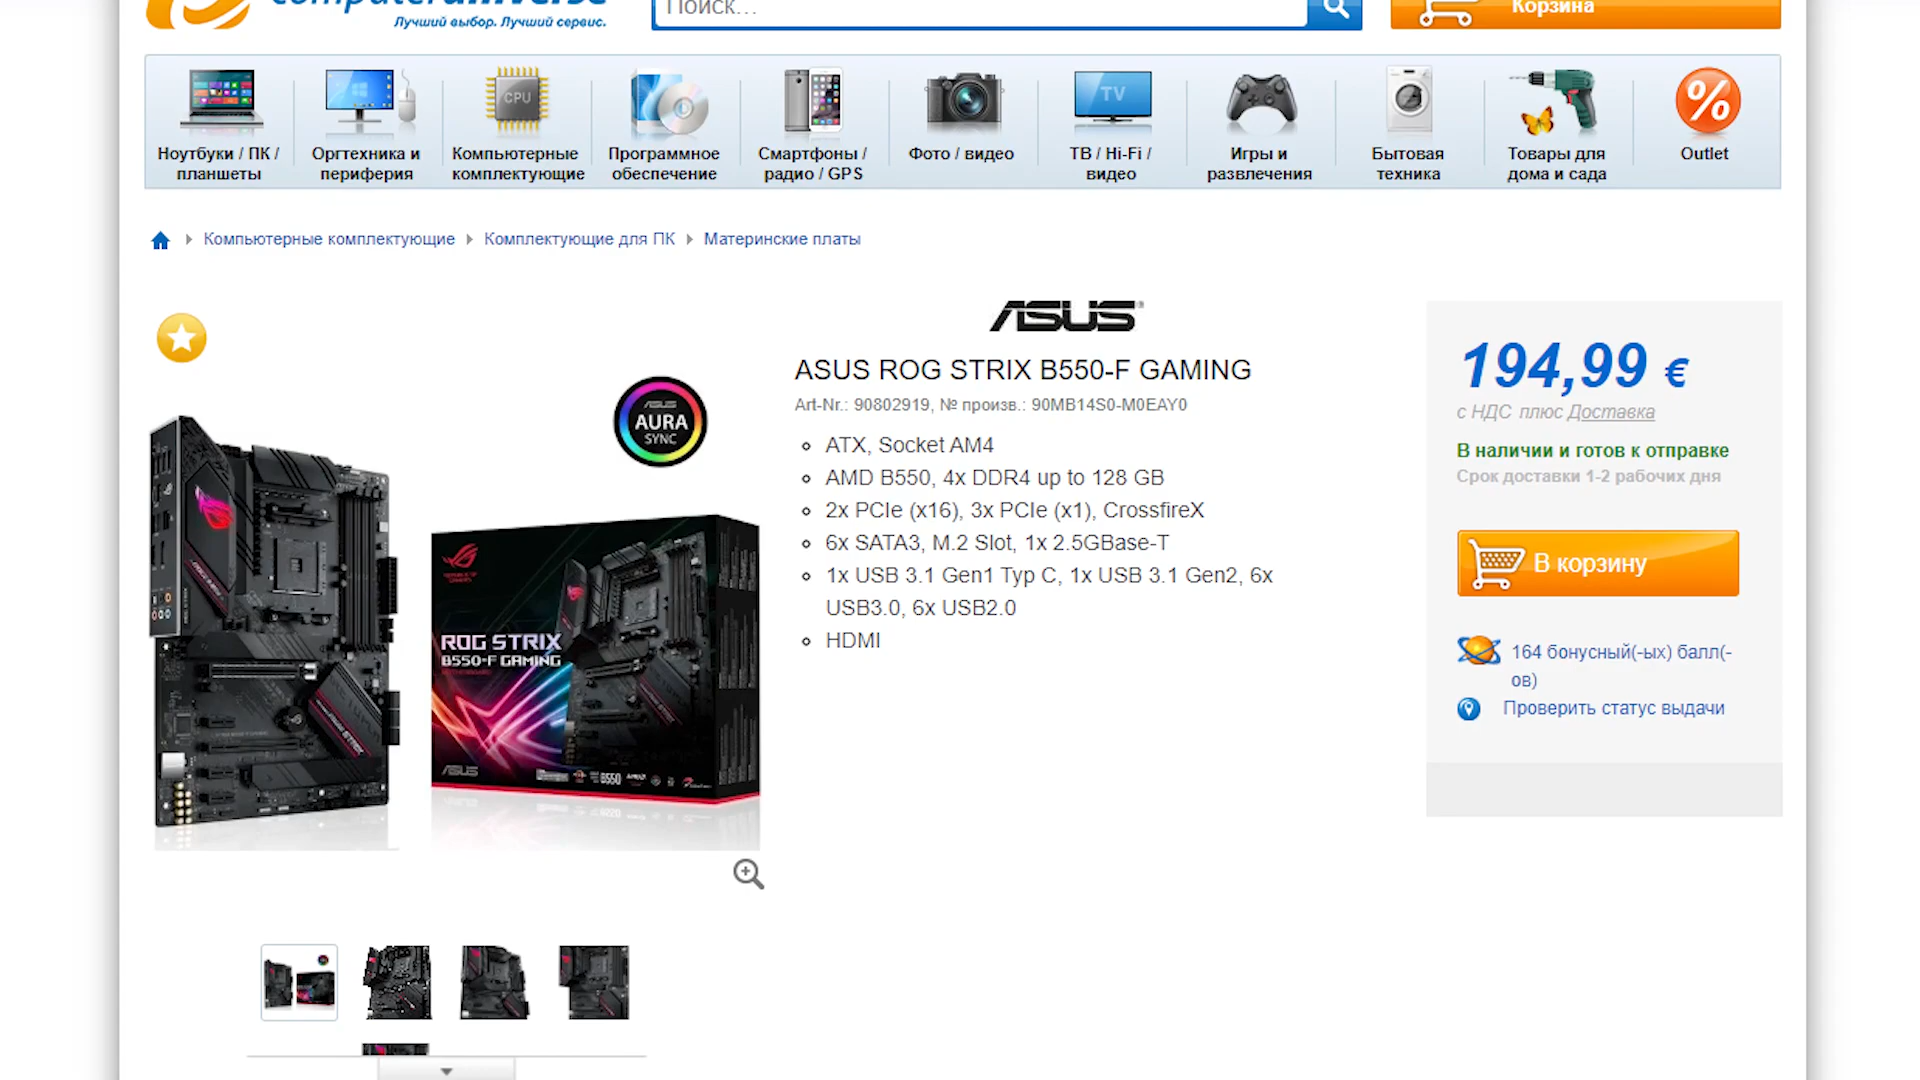 computeruniverse
Лучший выбор. Лучший сервис.
Поиск...
Корзина
Ноутбуки / ПК /
планшеты
Оргтехника и
периферия
CPU
Компьютерные
комплектующие
Программное
обеспечение
Смартфоны /
радио / GPS
Фото / видео
TV
ТВ / Hi-Fi /
видео
Игры и
развлечения
Бытовая
техника
Товары для
дома и сада
%
Outlet
Компьютерные комплектующие
Комплектующие для ПК
Материнские платы
ASUS
AURA
SYNC
REPUBLIC OF
GAMERS
ROG STRIX
B550-F GAMING
ASUS
B550
ASUS
ASUS ROG STRIX B550-F GAMING
Art-Nr.: 90802919, № произв.: 90MB14S0-M0EAY0
ATX, Socket AM4
AMD B550, 4x DDR4 up to 128 GB
2x PCIe (x16), 3x PCIe (x1), CrossfireX
6x SATA3, M.2 Slot, 1x 2.5GBase-T
1x USB 3.1 Gen1 Typ C, 1x USB 3.1 Gen2, 6x
USB3.0, 6x USB2.0
HDMI
194,99 €
с НДС плюс Доставка
В наличии и готов к отправке
Срок доставки 1-2 рабочих дня
В корзину
164 бонусный(-ых) балл(-
ов)
Проверить статус выдачи